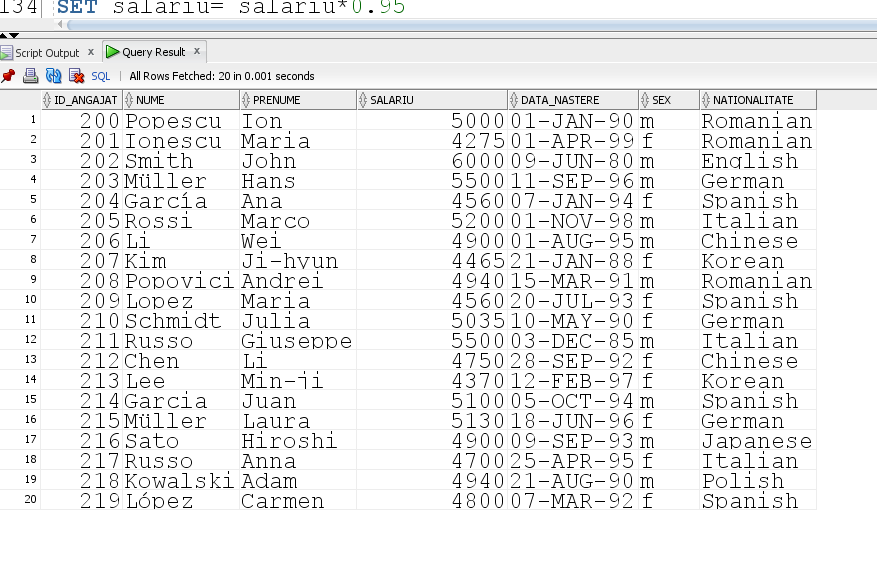 134 SET salariu= salariu*0.95
Script Output x Query Result x
SQL | All Rows Fetched: 20 in 0.001 seconds
ID_ANGAJAT NUME PRENUME SALARIU DATA_NASTERE SEX NATIONALITATE
1 200 Popescu Ion 5000 01-JAN-90 m Romanian
2 201 Ionescu Maria 4275 01-APR-99 f Romanian
3 202 Smith John 6000 09-JUN-80 m English
4 203 Müller Hans 5500 11-SEP-96 m German
5 204 García Ana 4560 07-JAN-94 f Spanish
6 205 Rossi Marco 5200 01-NOV-98 m Italian
7 206 Li Wei 4900 01-AUG-95 m Chinese
8 207 Kim Ji-hyun 4465 21-JAN-88 f Korean
9 208 Popovici Andrei 4940 15-MAR-91 m Romanian
10 209 Lopez Maria 4560 20-JUL-93 f Spanish
11 210 Schmidt Julia 5035 10-MAY-90 f German
12 211 Russo Giuseppe 5500 03-DEC-85 m Italian
13 212 Chen Li 4750 28-SEP-92 f Chinese
14 213 Lee Min-ji 4370 12-FEB-97 f Korean
15 214 Garcia Juan 5100 05-OCT-94 m Spanish
16 215 Müller Laura 5130 18-JUN-96 f German
17 216 Sato Hiroshi 4900 09-SEP-93 m Japanese
18 217 Russo Anna 4700 25-APR-95 f Italian
19 218 Kowalski Adam 4940 21-AUG-90 m Polish
20 219 López Carmen 4800 07-MAR-92 f Spanish